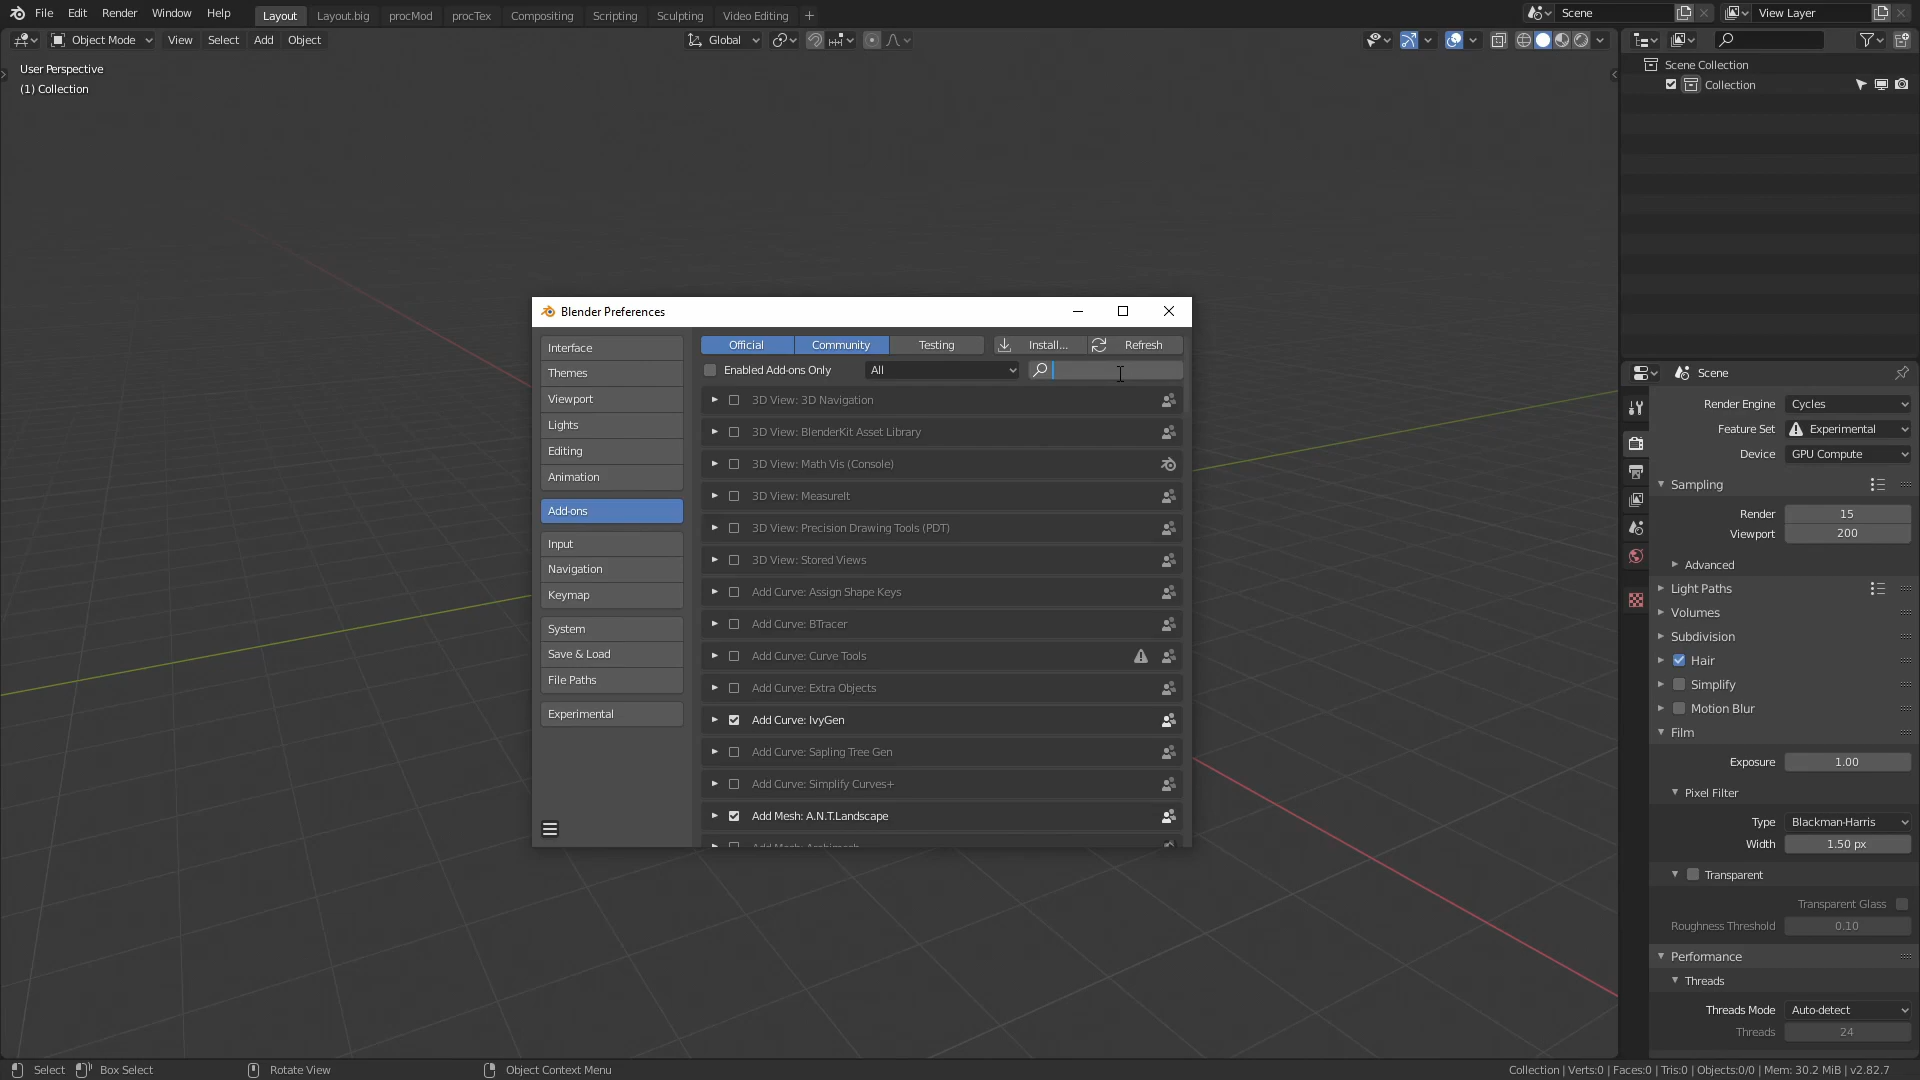 File Edit Render Window Help Layout Layout.big procMod procTex Compositing Scripting Sculpting Video Editing + Scene View Layer
Object Mode View Select Add Object Global
User Perspective
(1) Collection
Scene Collection
Collection
Blender Preferences
Interface
Themes
Viewport
Lights
Editing
Animation
Add-ons
Input
Navigation
Keymap
System
Save & Load
File Paths
Experimental
Official Community Testing Install... Refresh
Enabled Add-ons Only All
3D View: 3D Navigation
3D View: BlenderKit Asset Library
3D View: Math Vis (Console)
3D View: MeasureIt
3D View: Precision Drawing Tools (PDT)
3D View: Stored Views
Add Curve: Assign Shape Keys
Add Curve: BTracer
Add Curve: Curve Tools
Add Curve: Extra Objects
Add Curve: IvyGen
Add Curve: Sapling Tree Gen
Add Curve: Simplify Curves+
Add Mesh: A.N.T.Landscape
Add Mesh: Archimesh
Scene
Render Engine Cycles
Feature Set Experimental
Device GPU Compute
Sampling
Render 15
Viewport 200
Advanced
Light Paths
Volumes
Subdivision
Hair
Simplify
Motion Blur
Film
Exposure 1.00
Pixel Filter
Type Blackman-Harris
Width 1.50 px
Transparent
Transparent Glass
Roughness Threshold 0.10
Performance
Threads
Threads Mode Auto-detect
Threads 24
Select Box Select Rotate View Object Context Menu Collection | Verts:0 | Faces:0 | Tris:0 | Objects:0/0 | Mem: 30.2 MiB | v2.82.7